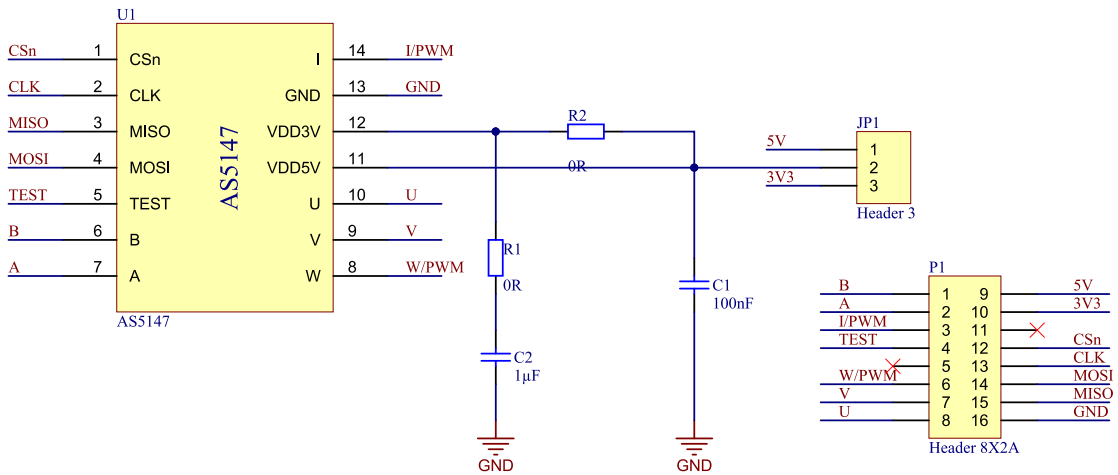 U1
AS5147
CSn 1 CSn
CLK 2 CLK
MISO 3 MISO
MOSI 4 MOSI
TEST 5 TEST
B 6 B
A 7 A
I 14 I/PWM
GND 13 GND
VDD3V 12
VDD5V 11
U 10 U
V 9 V
W 8 W/PWM
AS5147
R2
0R
R1
0R
C2
1µF
GND
C1
100nF
GND
JP1
5V 1
2
3V3 3
Header 3
P1
B 1 9 5V
A 2 10 3V3
I/PWM 3 11
TEST 4 12 CSn
5 13 CLK
W/PWM 6 14 MOSI
V 7 15 MISO
U 8 16 GND
Header 8X2A